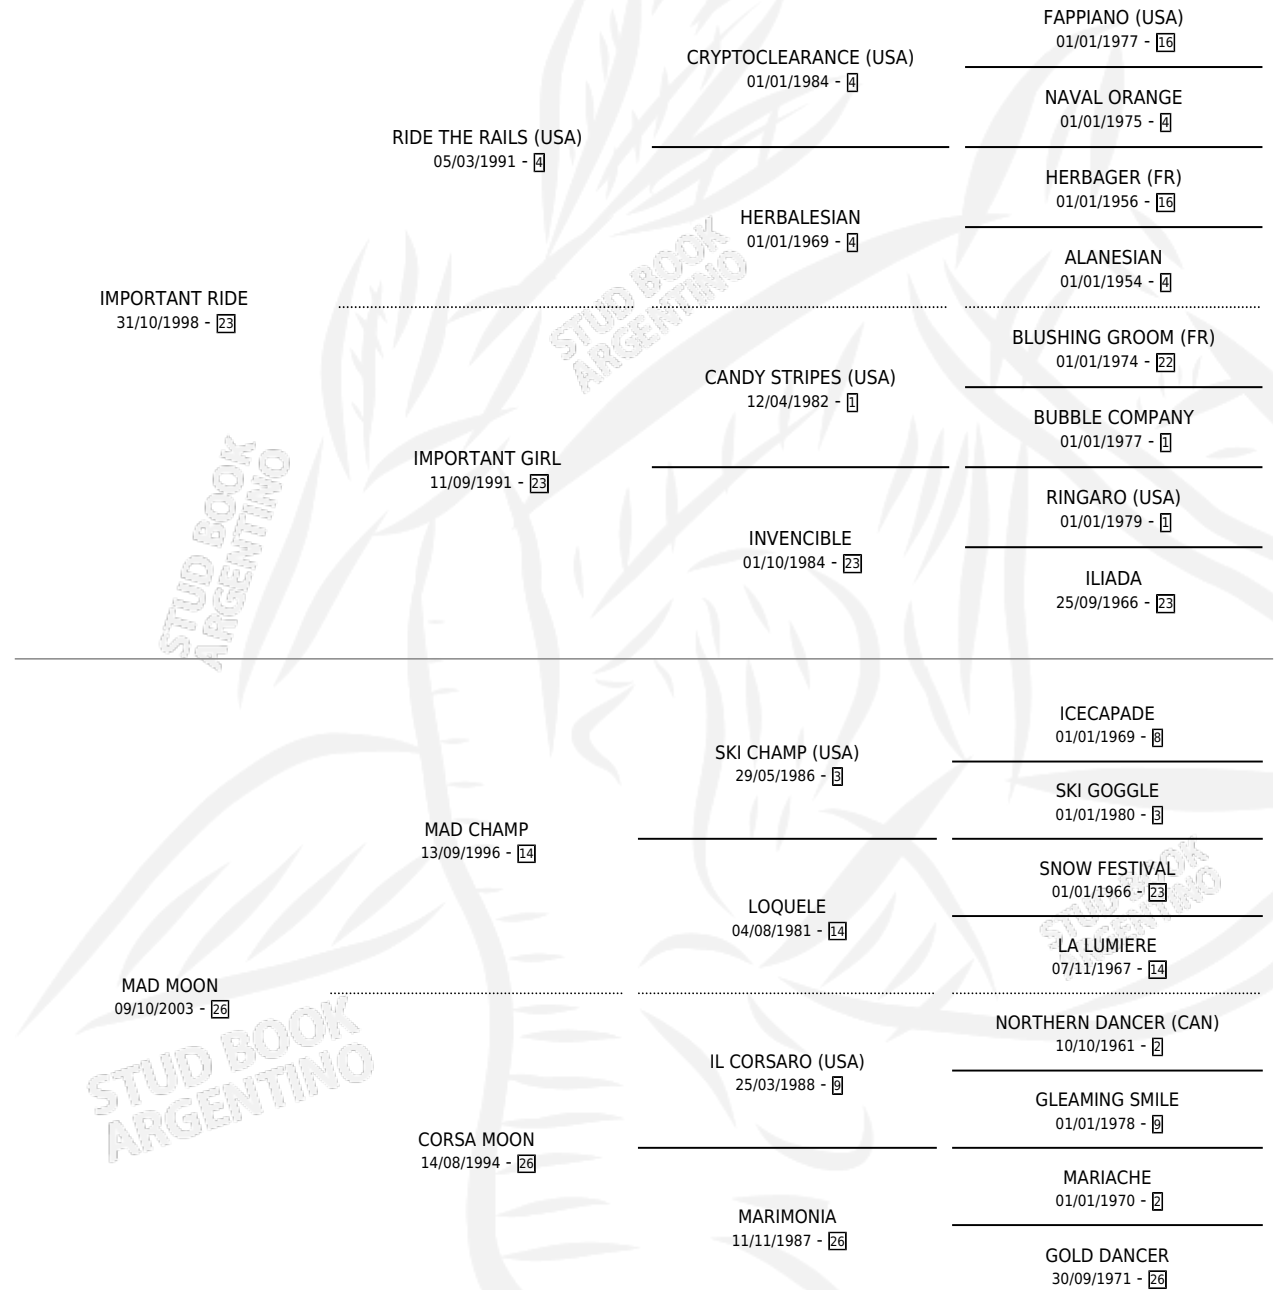 FAPPIANO (USA)
01/01/1977 - 16
CRYPTOCLEARANCE (USA)
01/01/1984 - 4
NAVAL ORANGE
01/01/1975 - 4
RIDE THE RAILS (USA)
05/03/1991 - 4
HERBAGER (FR)
01/01/1956 - 16
HERBALESIAN
01/01/1969 - 4
ALANESIAN
01/01/1954 - 4
IMPORTANT RIDE
31/10/1998 - 23
STUD BOOK
ARGENTINO
BLUSHING GROOM (FR)
01/01/1974 - 22
CANDY STRIPES (USA)
12/04/1982 - 1
BUBBLE COMPANY
01/01/1977 - 1
IMPORTANT GIRL
11/09/1991 - 23
RINGARO (USA)
01/01/1979 - 1
INVENCIBLE
01/10/1984 - 23
ILIADA
25/09/1966 - 23
STUD BOOK
ARGENTINO
ICECAPADE
01/01/1969 - 8
SKI CHAMP (USA)
29/05/1986 - 3
SKI GOGGLE
01/01/1980 - 3
MAD CHAMP
13/09/1996 - 14
SNOW FESTIVAL
01/01/1966 - 23
LOQUELE
04/08/1981 - 14
LA LUMIERE
07/11/1967 - 14
STUD BOOK
ARGENTINO
MAD MOON
09/10/2003 - 26
NORTHERN DANCER (CAN)
10/10/1961 - 2
IL CORSARO (USA)
25/03/1988 - 9
GLEAMING SMILE
01/01/1978 - 9
STUD BOOK
ARGENTINO
CORSA MOON
14/08/1994 - 26
MARIACHE
01/01/1970 - 2
MARIMONIA
11/11/1987 - 26
GOLD DANCER
30/09/1971 - 26